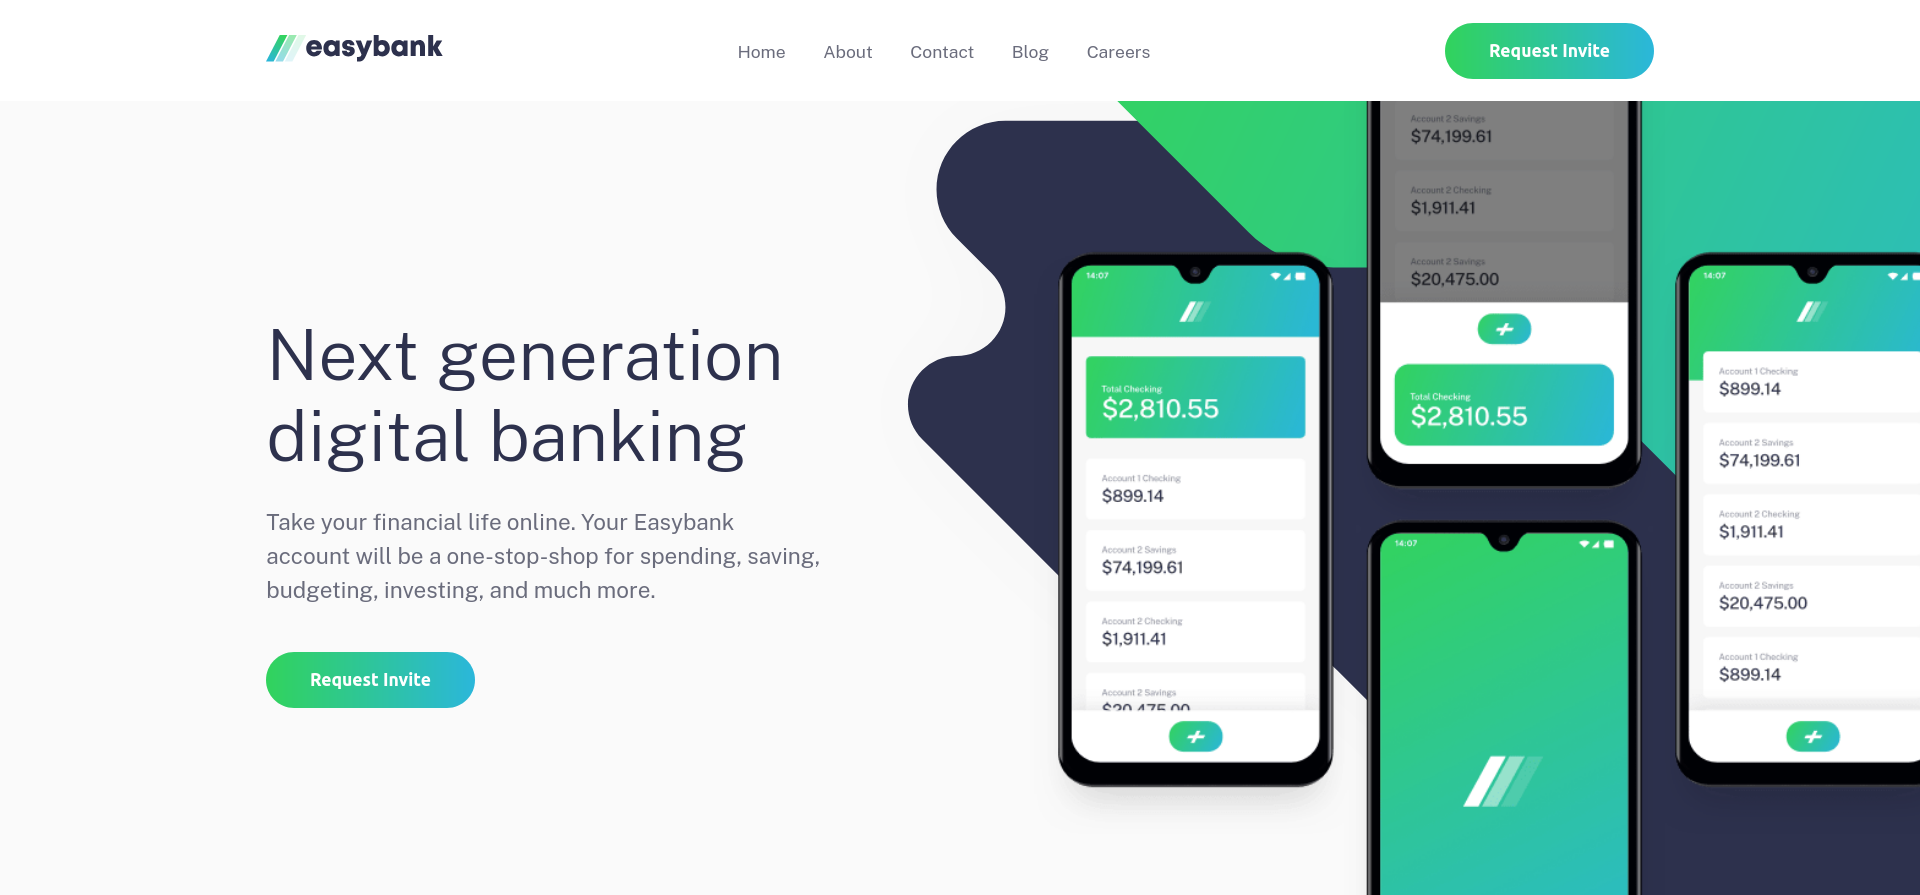 easybank
Home
About
Contact
Blog
Careers
Request Invite
Next generation
digital banking
Take your financial life online. Your Easybank
account will be a one-stop-shop for spending, saving,
budgeting, investing, and much more.
Request Invite
14:07
Total Checking
$2,810.55
Account 1 Checking
$899.14
Account 2 Savings
$74,199.61
Account 2 Checking
$1,911.41
Account 2 Savings
$20,475.00
Account 2 Savings
$74,199.61
Account 2 Checking
$1,911.41
Account 2 Savings
$20,475.00
Total Checking
$2,810.55
14:07
14:07
Account 1 Checking
$899.14
Account 2 Savings
$74,199.61
Account 2 Checking
$1,911.41
Account 2 Savings
$20,475.00
Account 1 Checking
$899.14